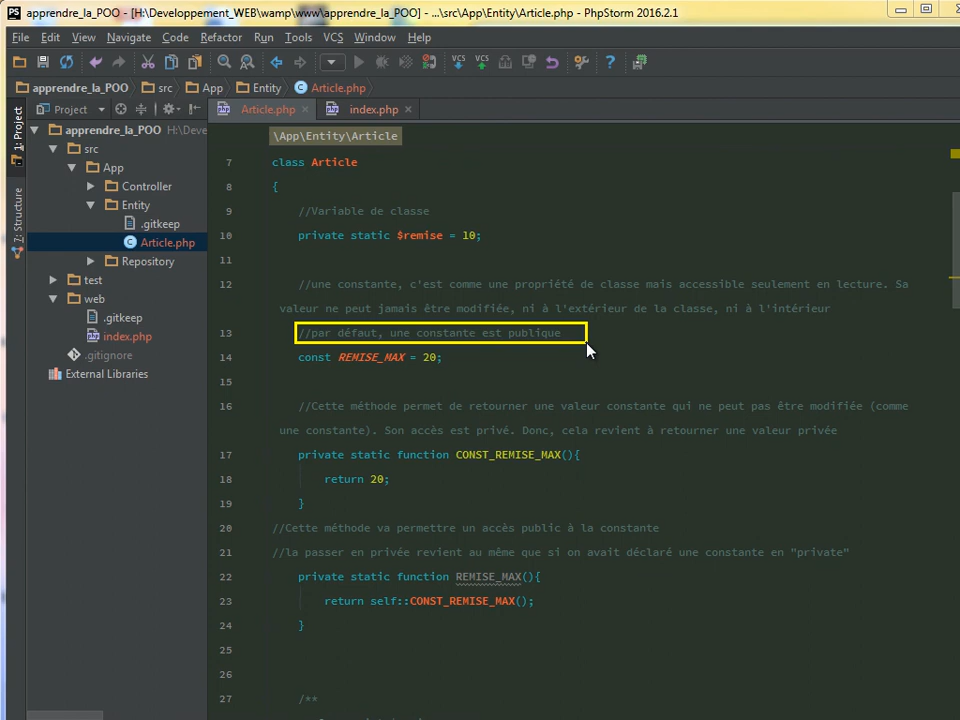 apprendre_la_POO - [H:\Developpement_WEB\wamp\www\apprendre_la_POO] - ...\src\App\Entity\Article.php - PhpStorm 2016.2.1
File Edit View Navigate Code Refactor Run Tools VCS Window Help
VCS VCS
apprendre_la_POO src App Entity Article.php
Project Article.php index.php
1: Project
7: Structure
apprendre_la_POO H:\Deve
src
App
Controller
Entity
.gitkeep
Article.php
Repository
test
web
.gitkeep
index.php
.gitignore
External Libraries
\App\Entity\Article
7 class Article
8 {
9 //Variable de classe
10 private static $remise = 10;
11
12 //une constante, c'est comme une propriété de classe mais accessible seulement en lecture. Sa
valeur ne peut jamais être modifiée, ni à l'extérieur de la classe, ni à l'intérieur
13 //par défaut, une constante est publique
14 const REMISE_MAX = 20;
15
16 //Cette méthode permet de retourner une valeur constante qui ne peut pas être modifiée (comme
une constante). Son accès est privé. Donc, cela revient à retourner une valeur privée
17 private static function CONST_REMISE_MAX(){
18 return 20;
19 }
20 //Cette méthode va permettre un accès public à la constante
21 //la passer en privée revient au même que si on avait déclaré une constante en "private"
22 private static function REMISE_MAX(){
23 return self::CONST_REMISE_MAX();
24 }
25
26
27 /**